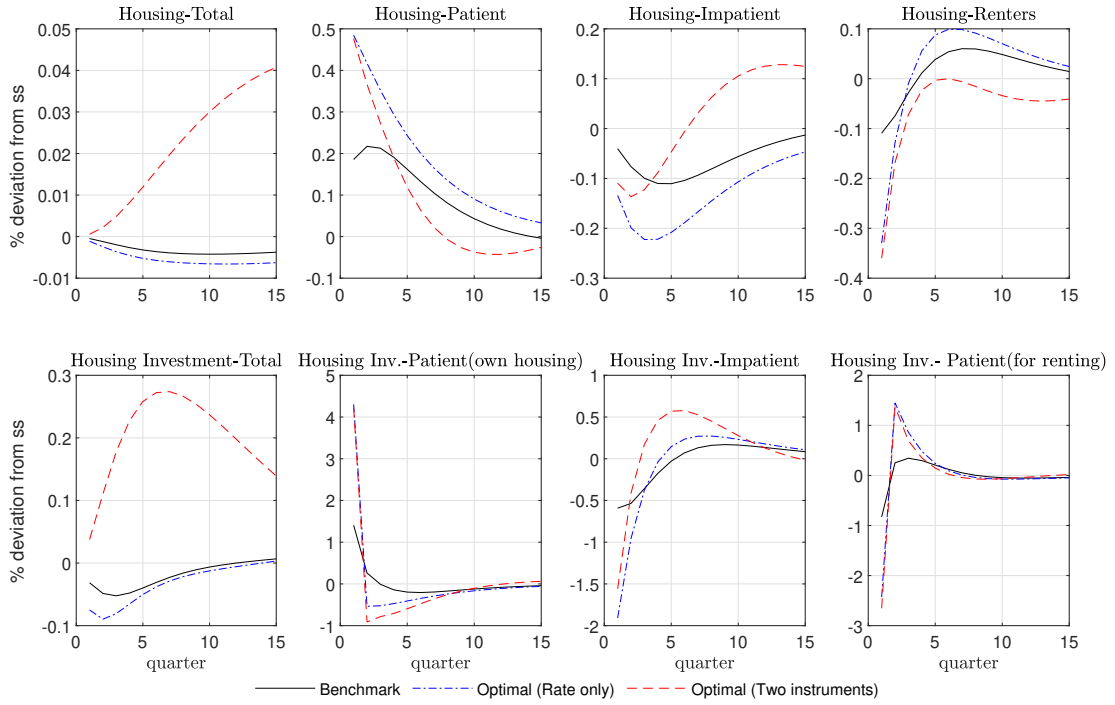 Housing-Total
Housing-Patient
Housing-Impatient
Housing-Renters
% deviation from ss
0.05
0.04
0.03
0.02
0.01
0
-0.01
0 5 10 15
0.5
0.4
0.3
0.2
0.1
0
-0.1
0 5 10 15
0.2
0.1
0
-0.1
-0.2
-0.3
0 5 10 15
0.1
0
-0.1
-0.2
-0.3
-0.4
0 5 10 15
Housing Investment-Total
Housing Inv.-Patient(own housing)
Housing Inv.-Impatient
Housing Inv.- Patient(for renting)
% deviation from ss
0.3
0.2
0.1
0
-0.1
0 5 10 15
quarter
5
4
3
2
1
0
-1
0 5 10 15
quarter
1
0.5
0
-0.5
-1
-1.5
-2
0 5 10 15
quarter
2
1
0
-1
-2
-3
0 5 10 15
quarter
Benchmark Optimal (Rate only) Optimal (Two instruments)